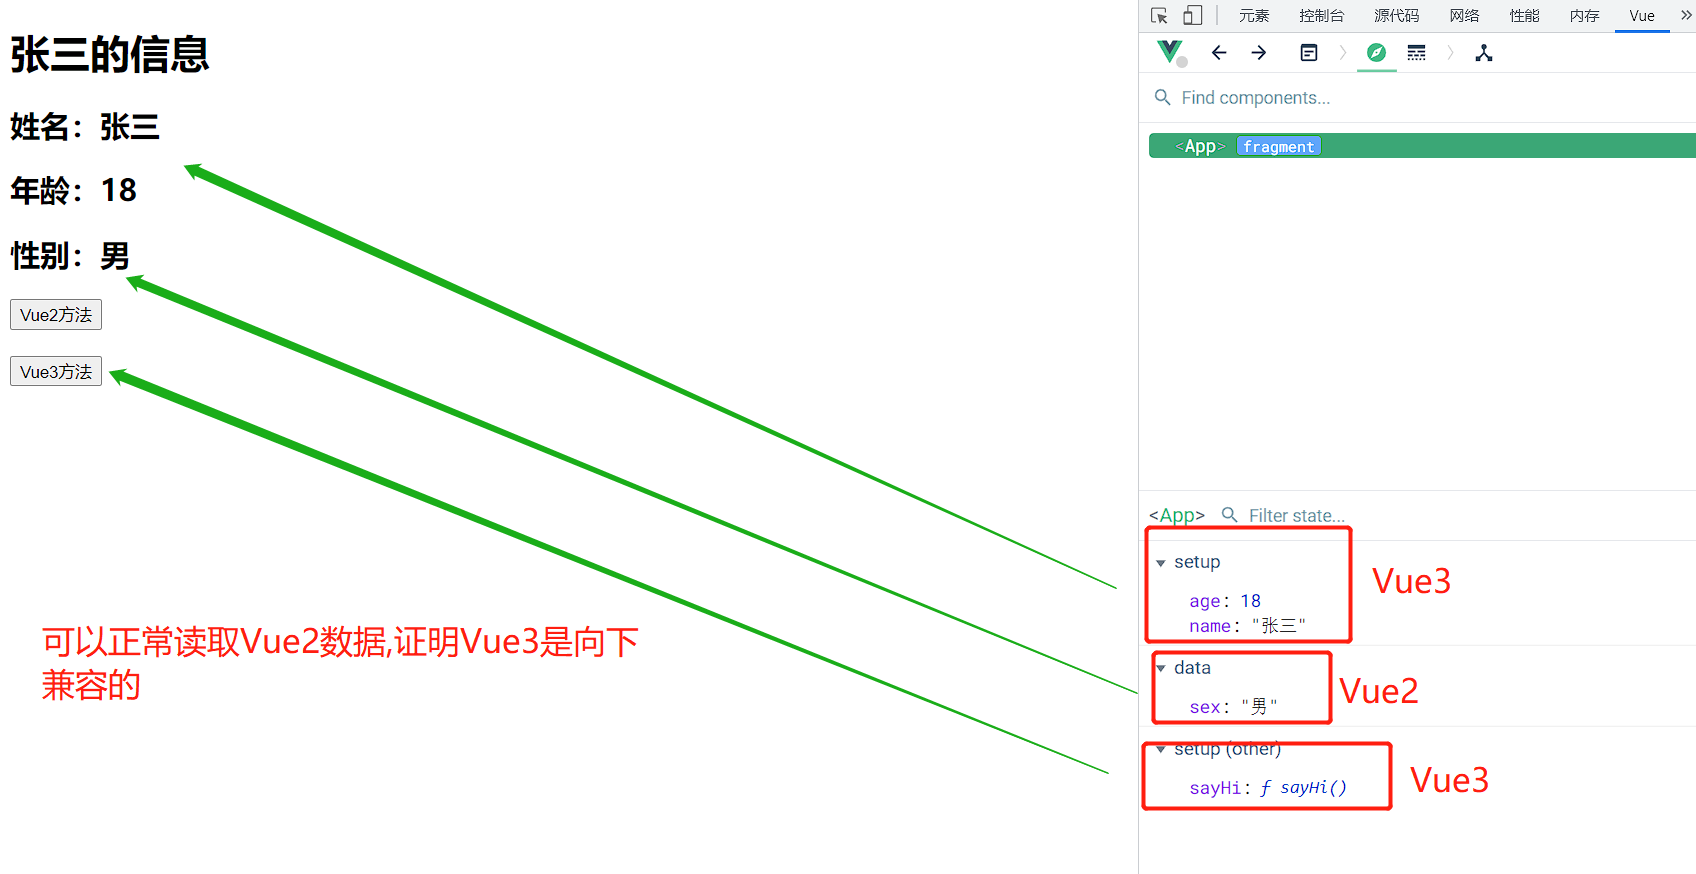 张三的信息
姓名：张三
年龄：18
性别：男
Vue2方法
Vue3方法
可以正常读取Vue2数据,证明Vue3是向下
兼容的
元素 控制台 源代码 网络 性能 内存 Vue »
Find components...
<App> fragment
<App> Filter state...
setup
age: 18
name: "张三"
Vue3
data
sex: "男"
Vue2
setup (other)
sayHi: ƒ sayHi()
Vue3